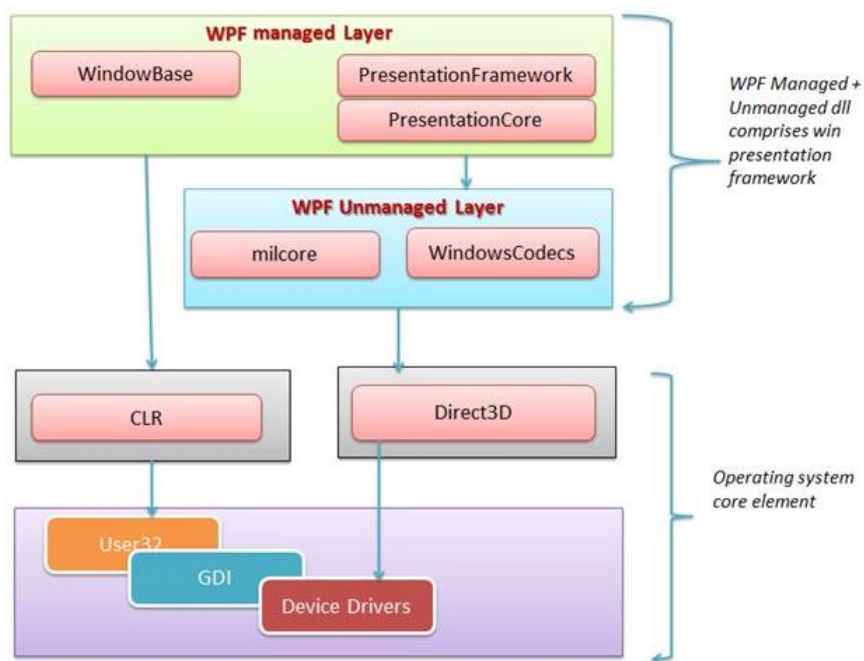 WPF managed Layer
WindowBase
PresentationFramework
PresentationCore
WPF Managed +
Unmanaged dll
comprises win
presentation
framework
WPF Unmanaged Layer
milcore
WindowsCodecs
CLR
Direct3D
Operating system
core element
User32
GDI
Device Drivers